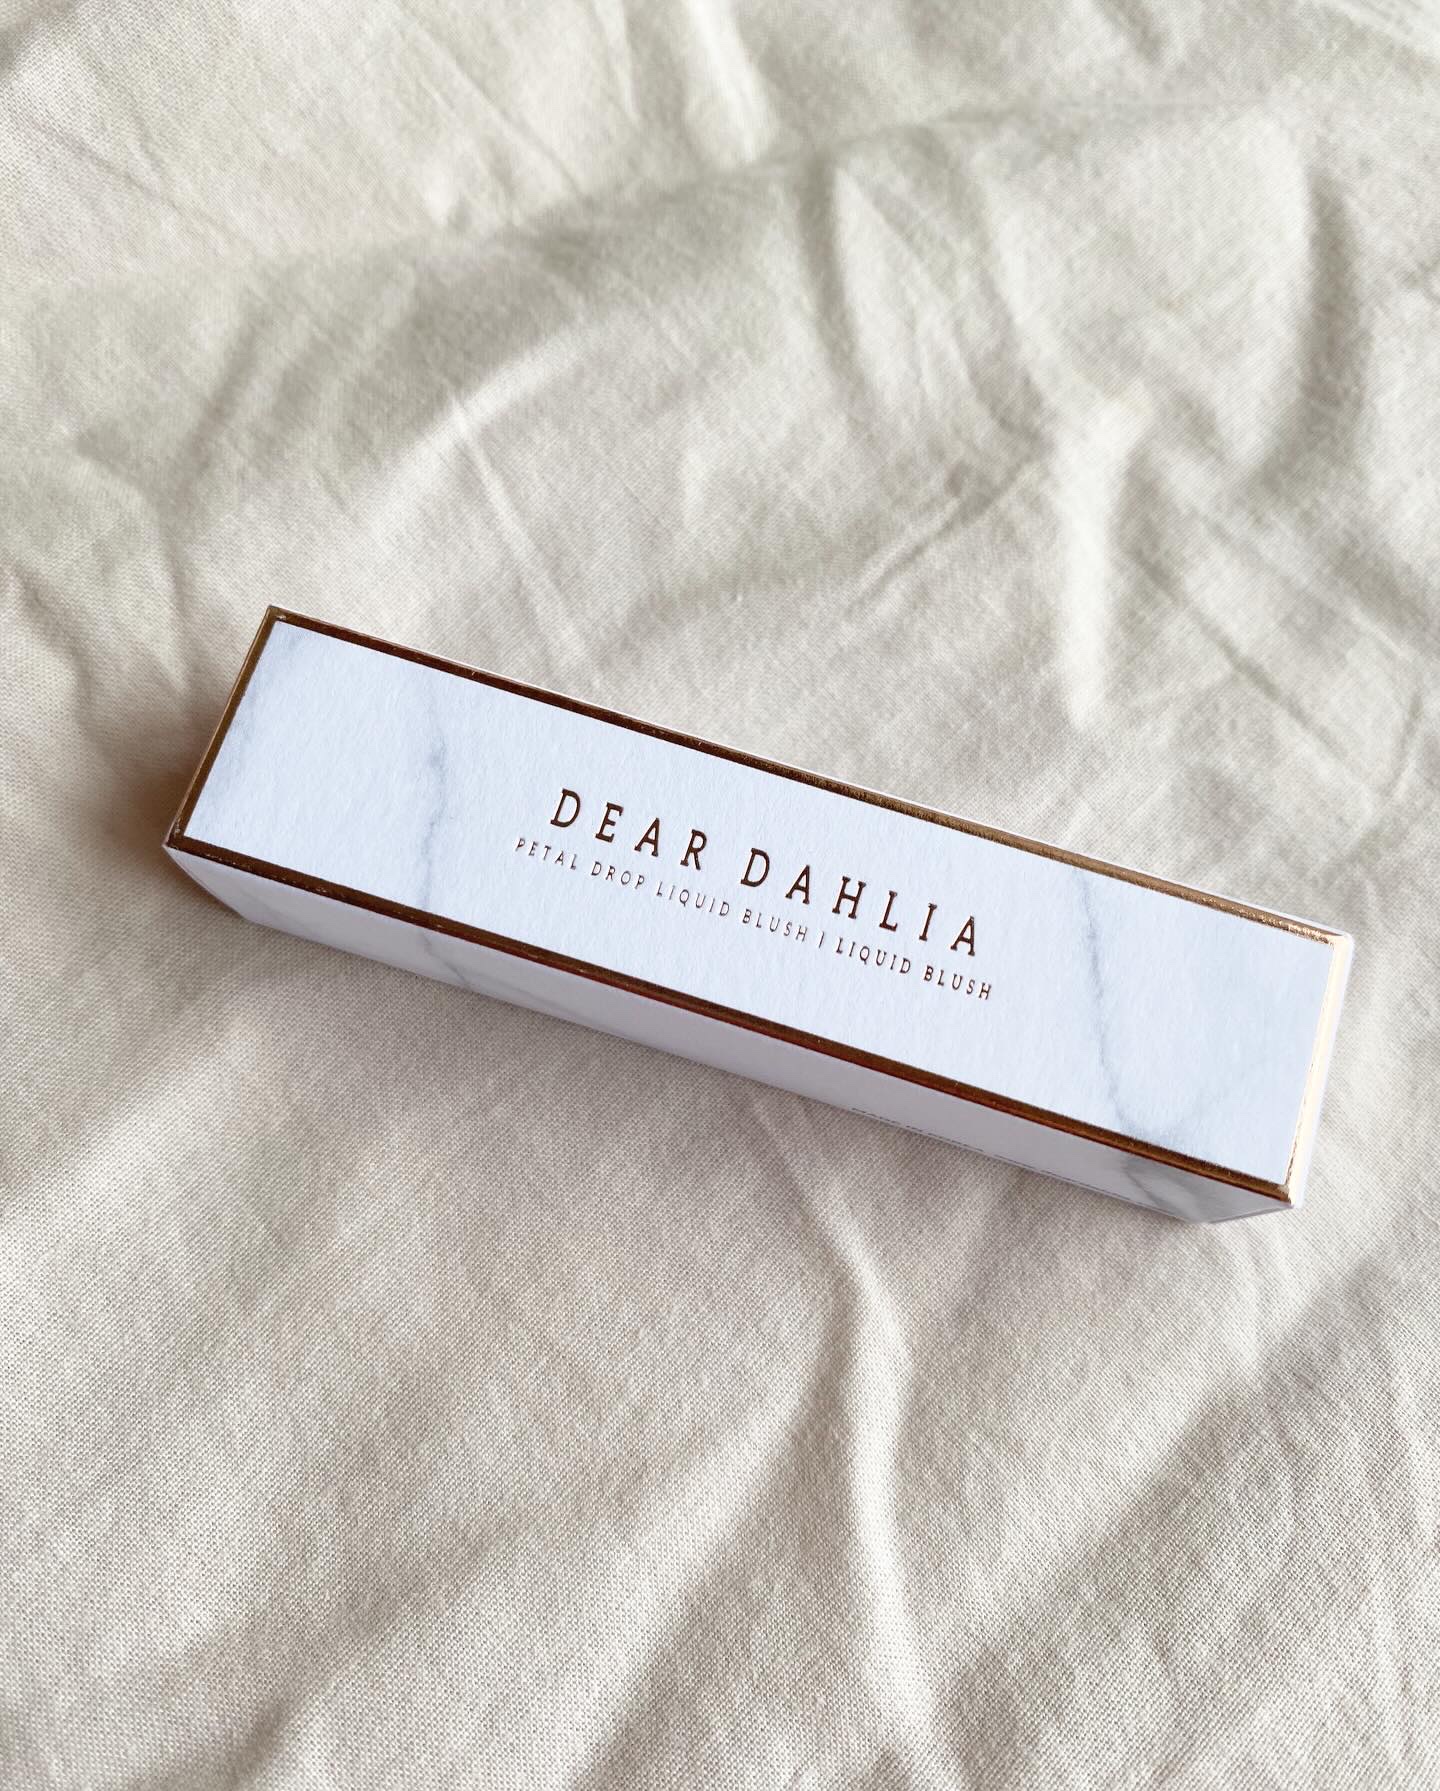 DEAR DAHLIA
PETAL DROP LIQUID BLUSH | LIQUID BLUSH